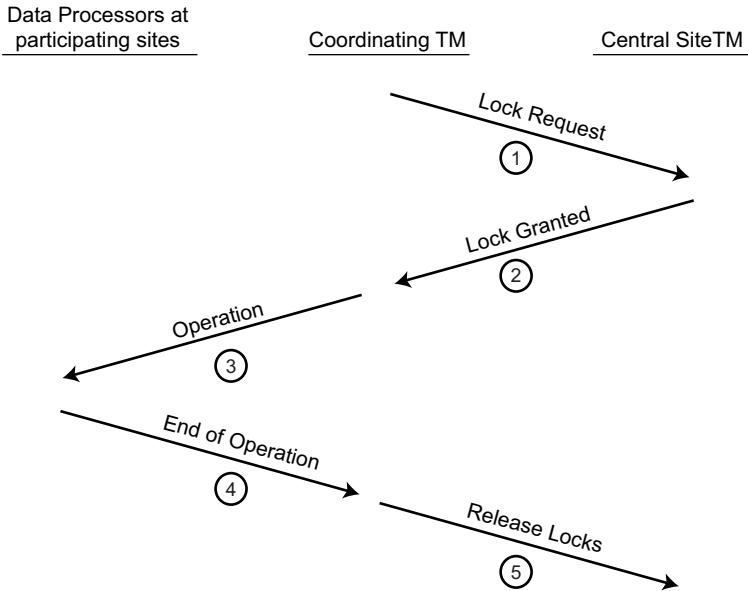 Data Processors at
participating sites
Coordinating TM
Central SiteTM
Lock Request
1
Lock Granted
2
Operation
3
End of Operation
4
Release Locks
5